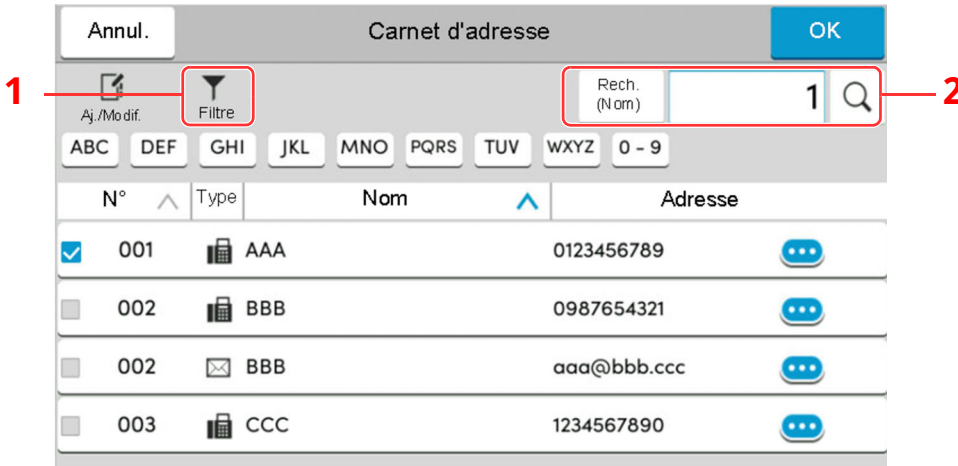 Annul. Carnet d'adresse OK
1 Aj./Modif. Filtre Rech. (Nom) 1 2
ABC DEF GHI JKL MNO PQRS TUV WXYZ 0 - 9
N° Type Nom Adresse
001 AAA 0123456789
002 BBB 0987654321
002 BBB aaa@bbb.ccc
003 CCC 1234567890